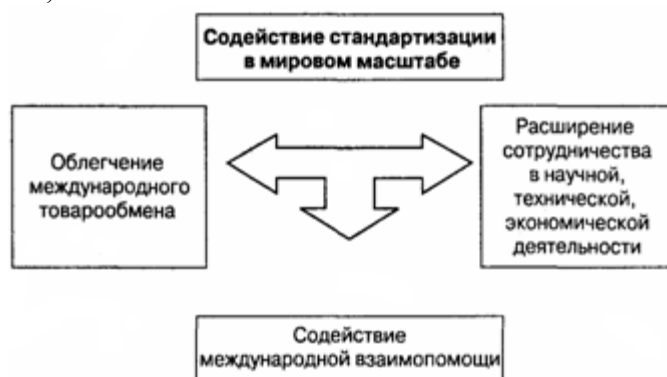 Содействие стандартизации
в мировом масштабе
Облегчение
международного
товарообмена
Расширение
сотрудничества
в научной,
технической,
экономической
деятельности
Содействие
международной взаимопомощи